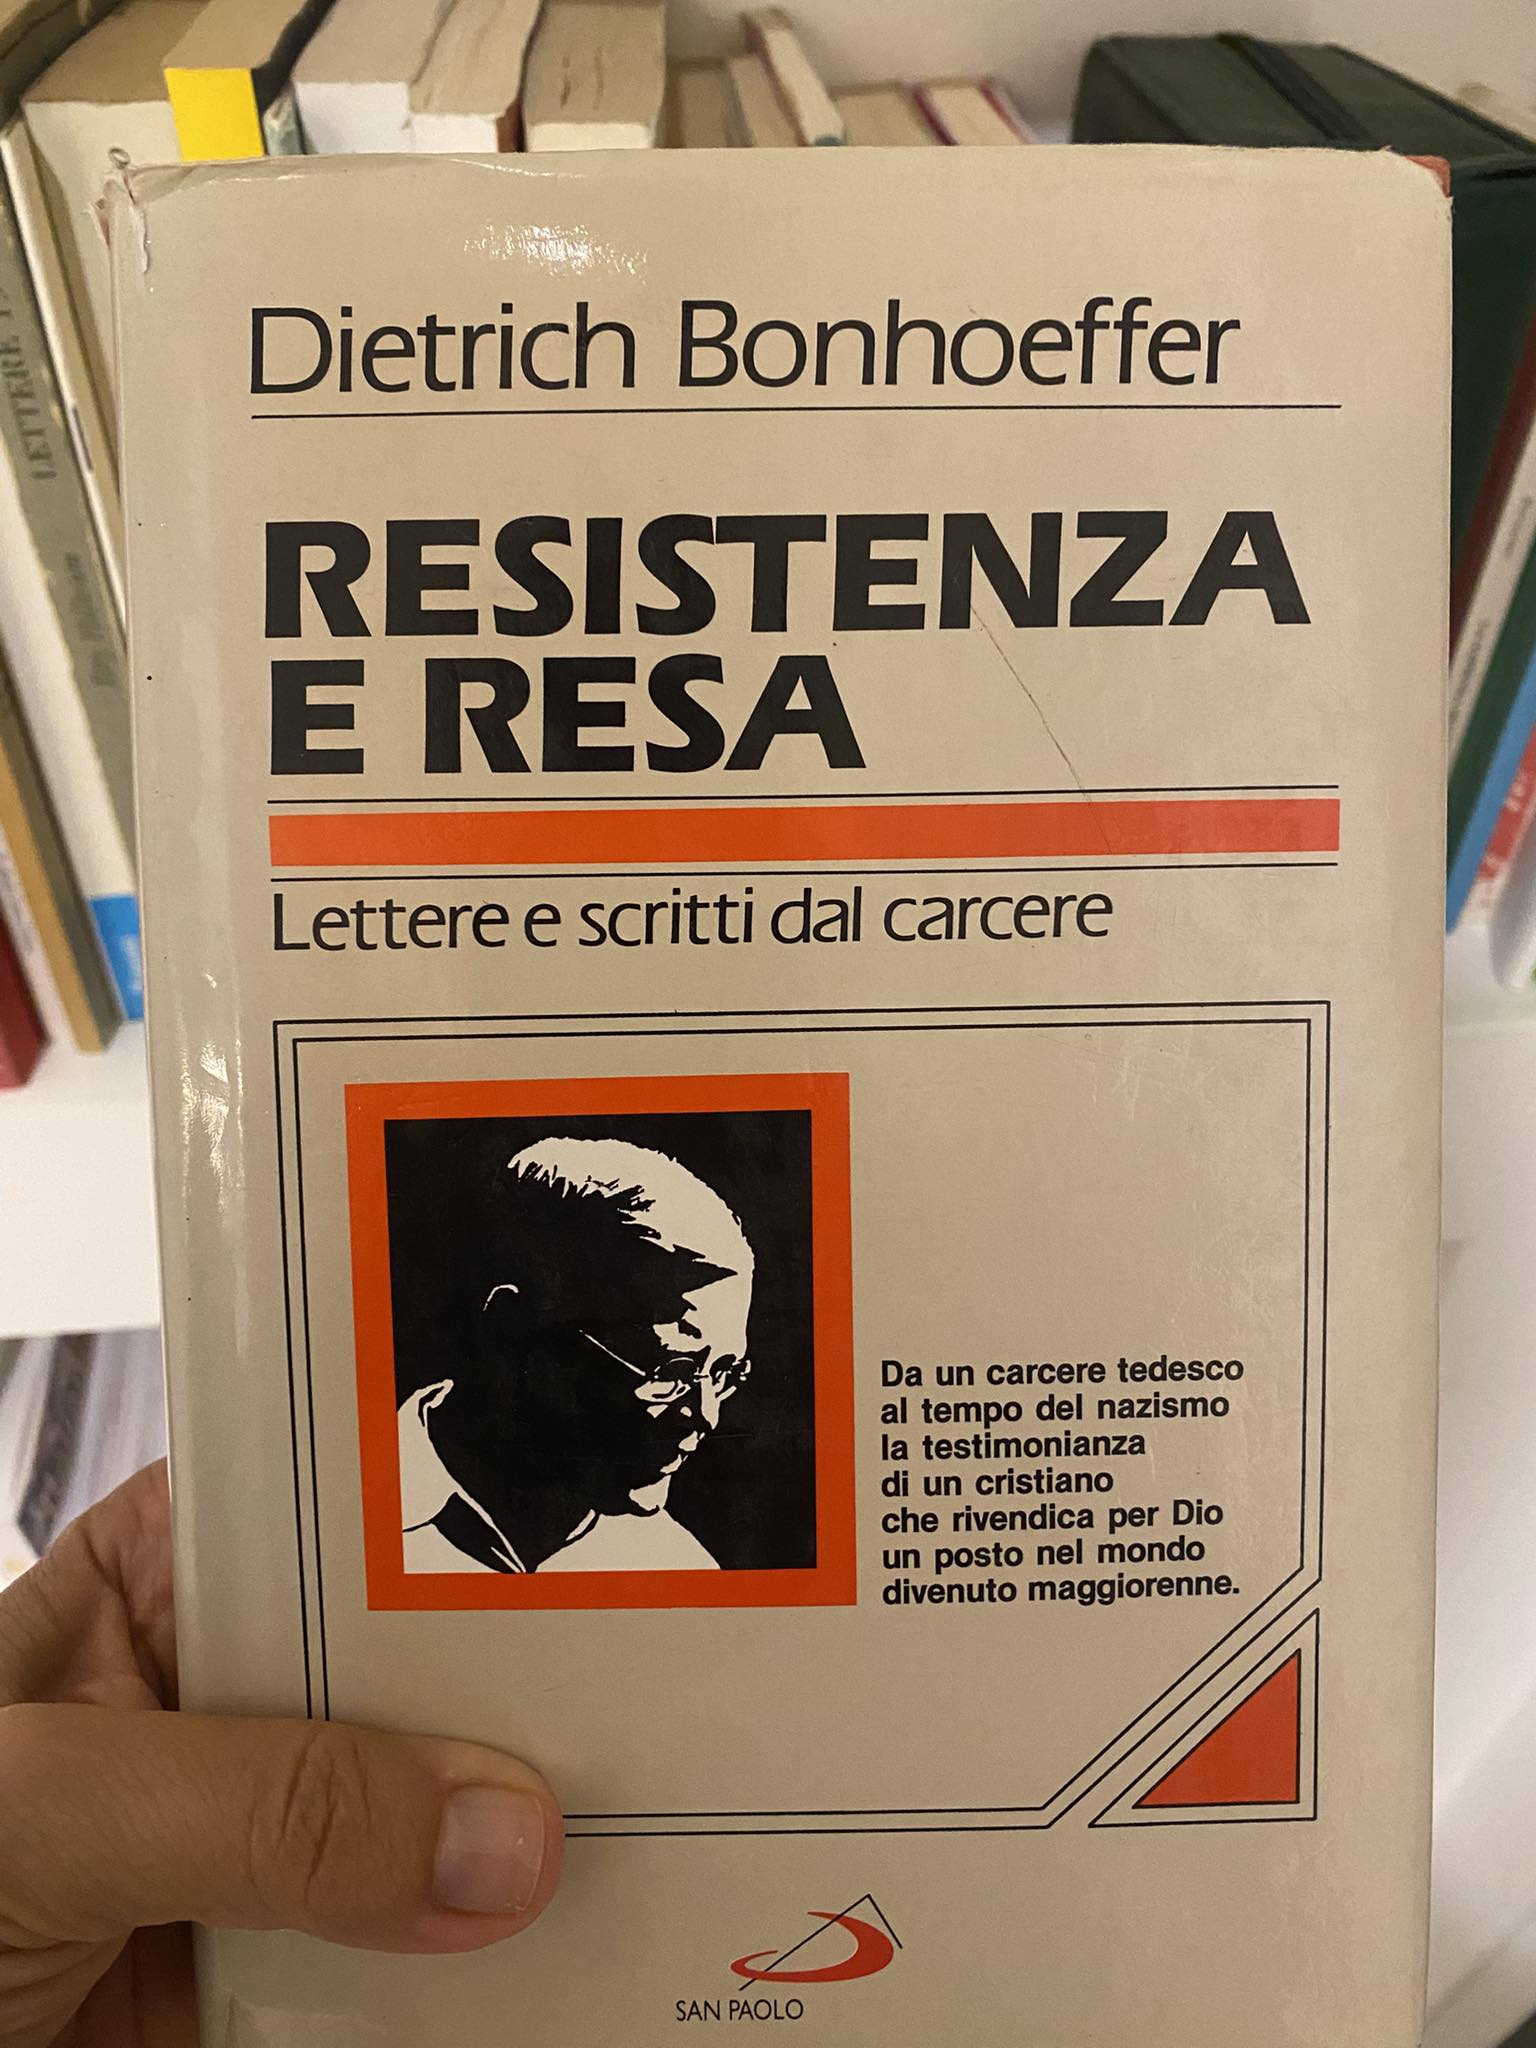 Dietrich Bonhoeffer
RESISTENZA
E RESA
Lettere e scritti dal carcere
Da un carcere tedesco
al tempo del nazismo
la testimonianza
di un cristiano
che rivendica per Dio
un posto nel mondo
divenuto maggiorenne.
SAN PAOLO
LETTERE